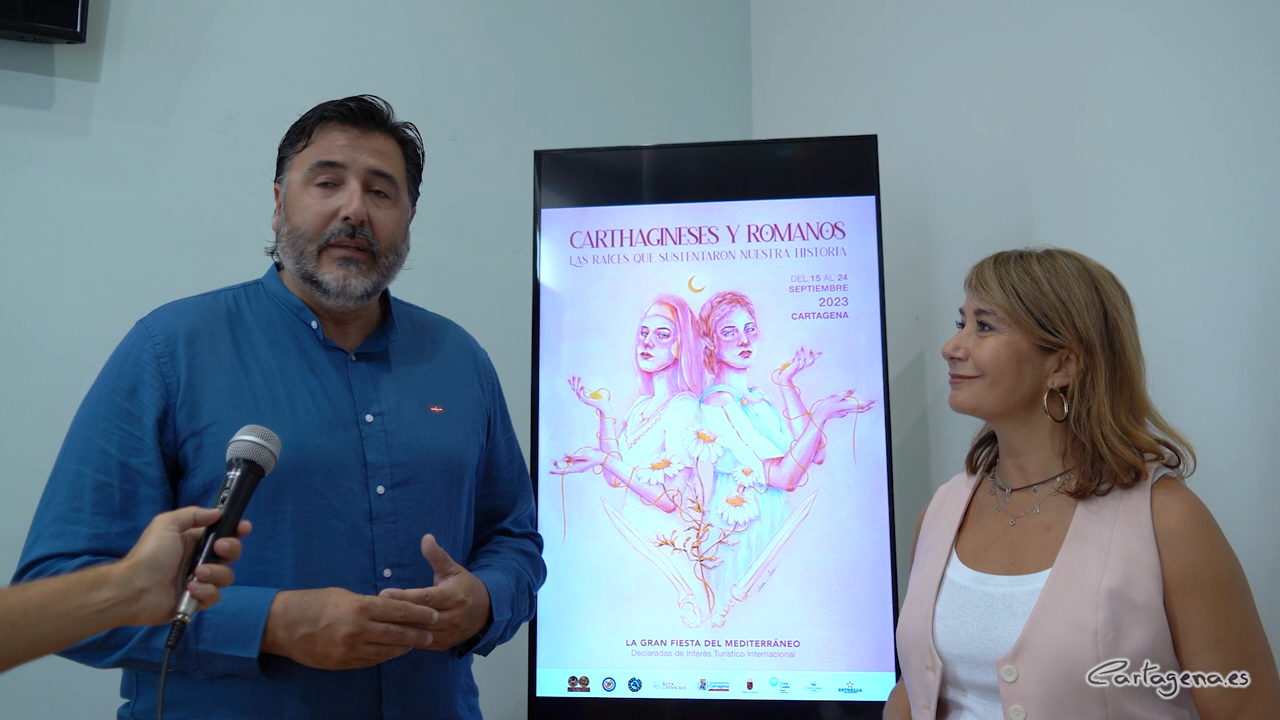 CARTHAGINESES Y ROMANOS
LAS RAÍCES QUE SUSTENTARON NUESTRA HISTORIA
DEL 15 AL 24
SEPTIEMBRE
2023
CARTAGENA
LA GRAN FIESTA DEL MEDITERRÁNEO
Declaradas de Interés Turístico Internacional
ESTRELLA
Cartagena.es